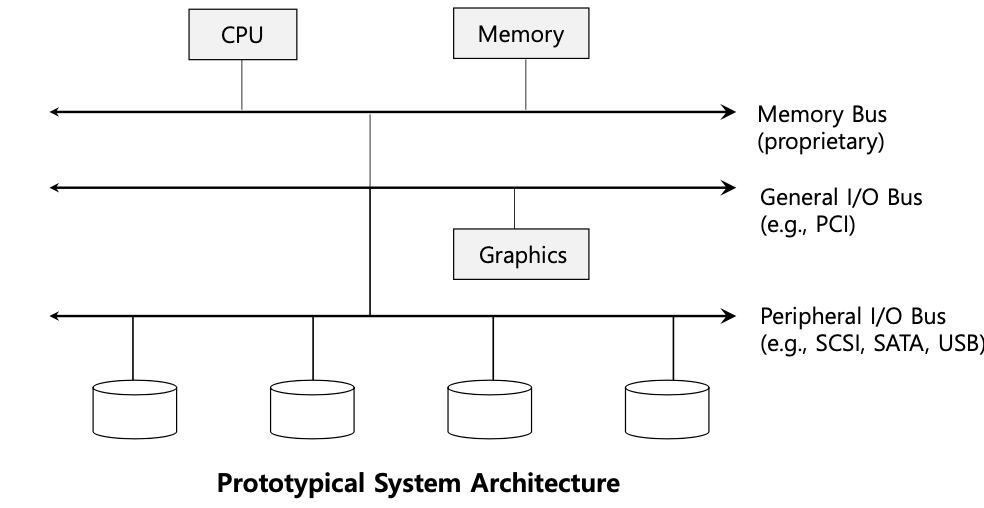 CPU
Memory
Memory Bus
(proprietary)
General I/O Bus
(e.g., PCI)
Graphics
Peripheral I/O Bus
(e.g., SCSI, SATA, USB)
Prototypical System Architecture